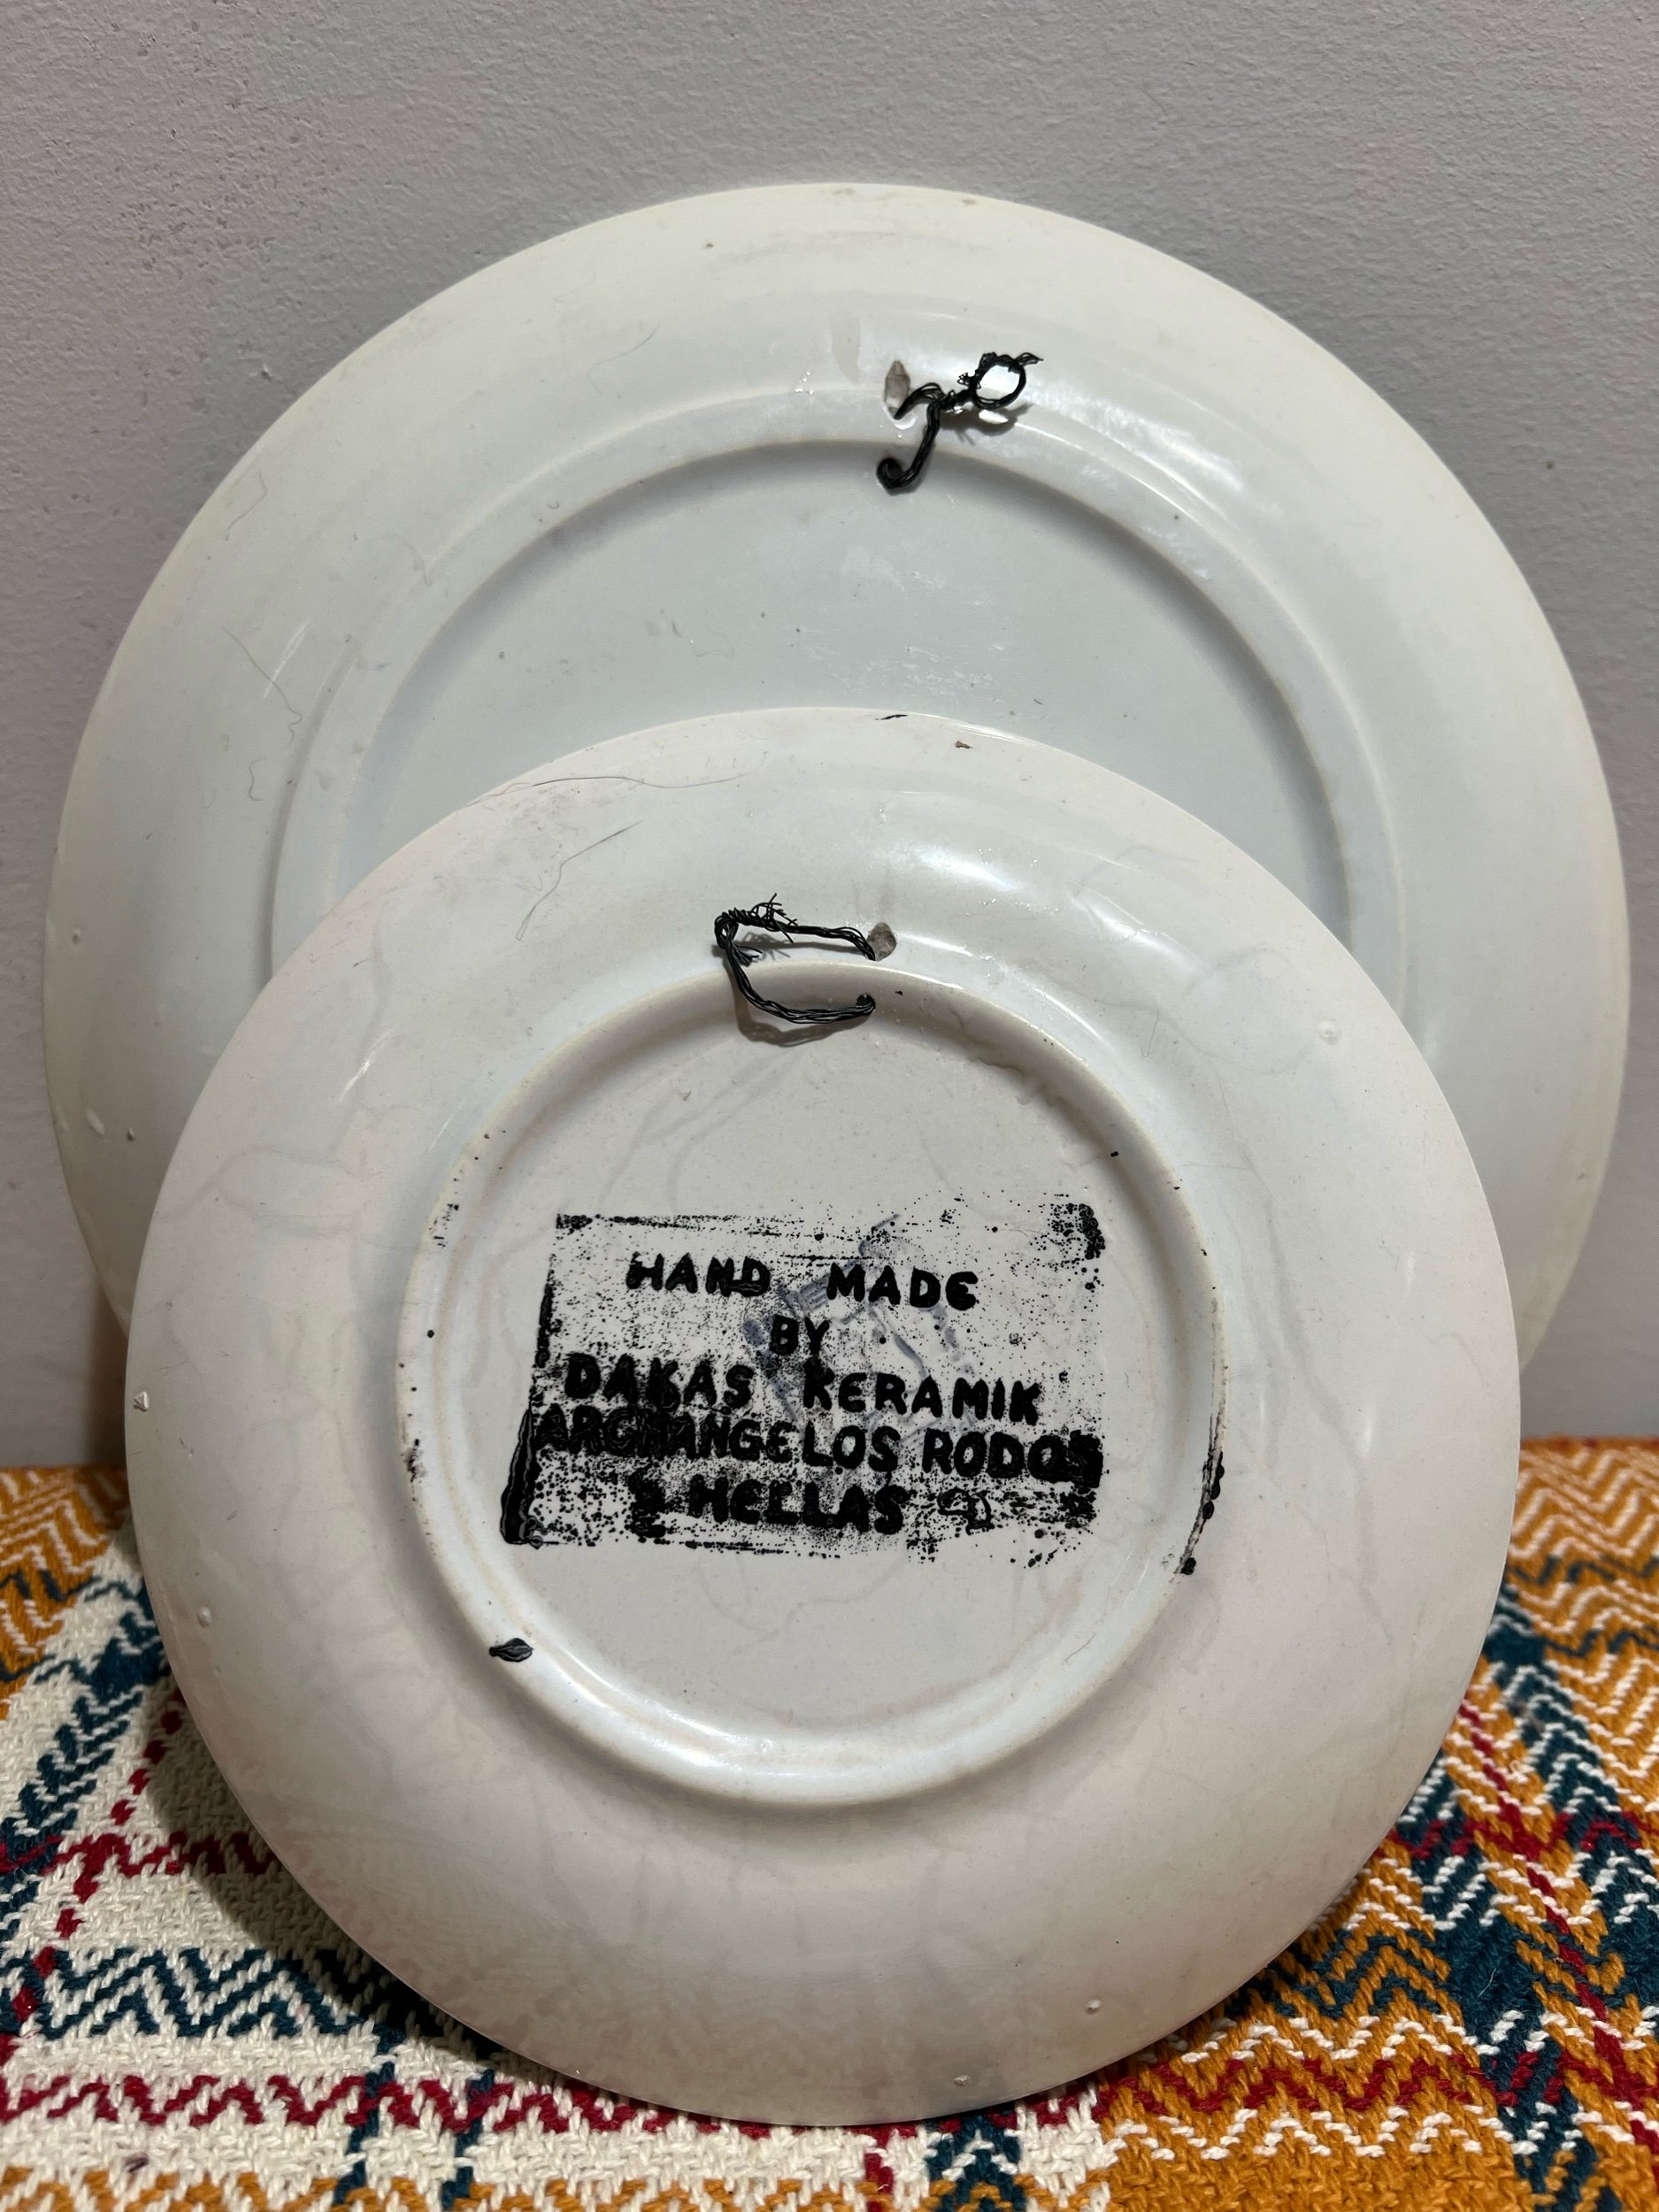 HAND MADE
BY
DAKAS KERAMIK
ARCHANGELOS RODOS
HELLAS